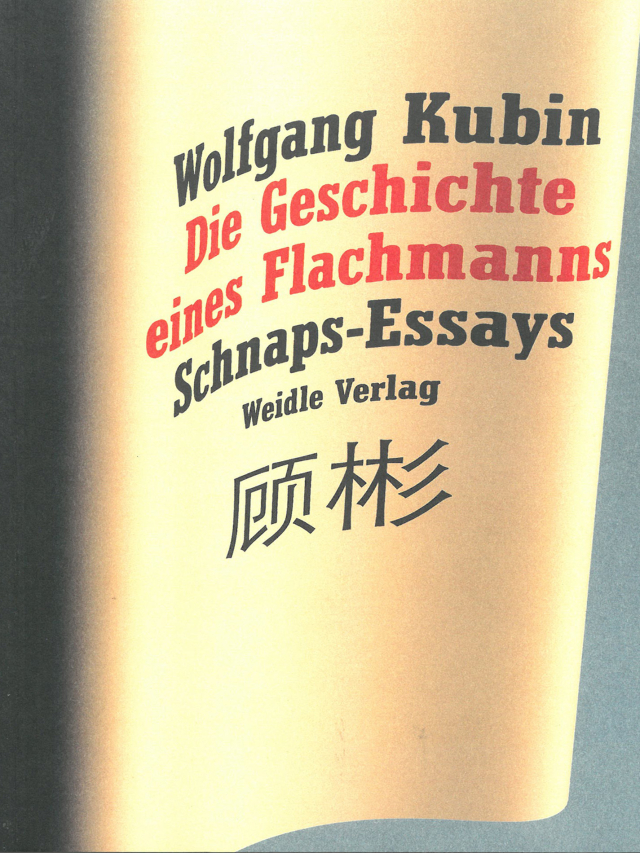 Wolfgang Kubin
Die Geschichte
eines Flachmanns
Schnaps-Essays
Weidle Verlag
顾彬